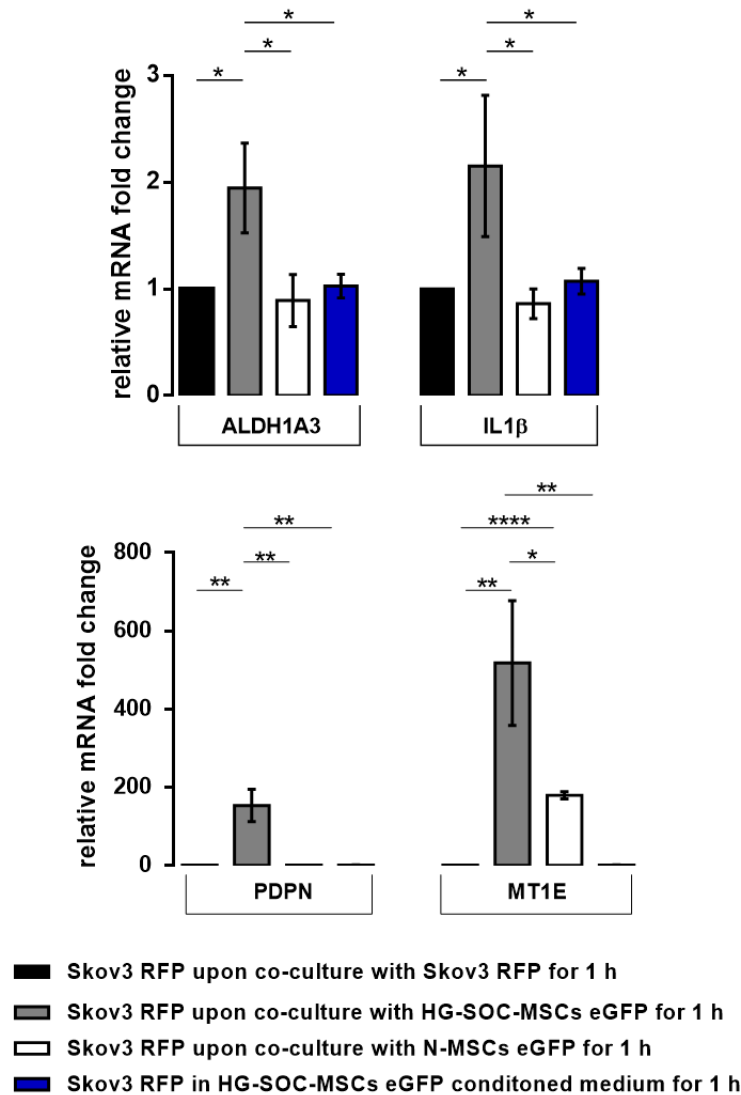 *
* *
* *
* *
relative mRNA fold change
3
2
1
0
ALDH1A3 IL1β
**
** ****
** *
** **
relative mRNA fold change
800
600
400
200
0
PDPN MT1E
Skov3 RFP upon co-culture with Skov3 RFP for 1 h
Skov3 RFP upon co-culture with HG-SOC-MSCs eGFP for 1 h
Skov3 RFP upon co-culture with N-MSCs eGFP for 1 h
Skov3 RFP in HG-SOC-MSCs eGFP conditoned medium for 1 h